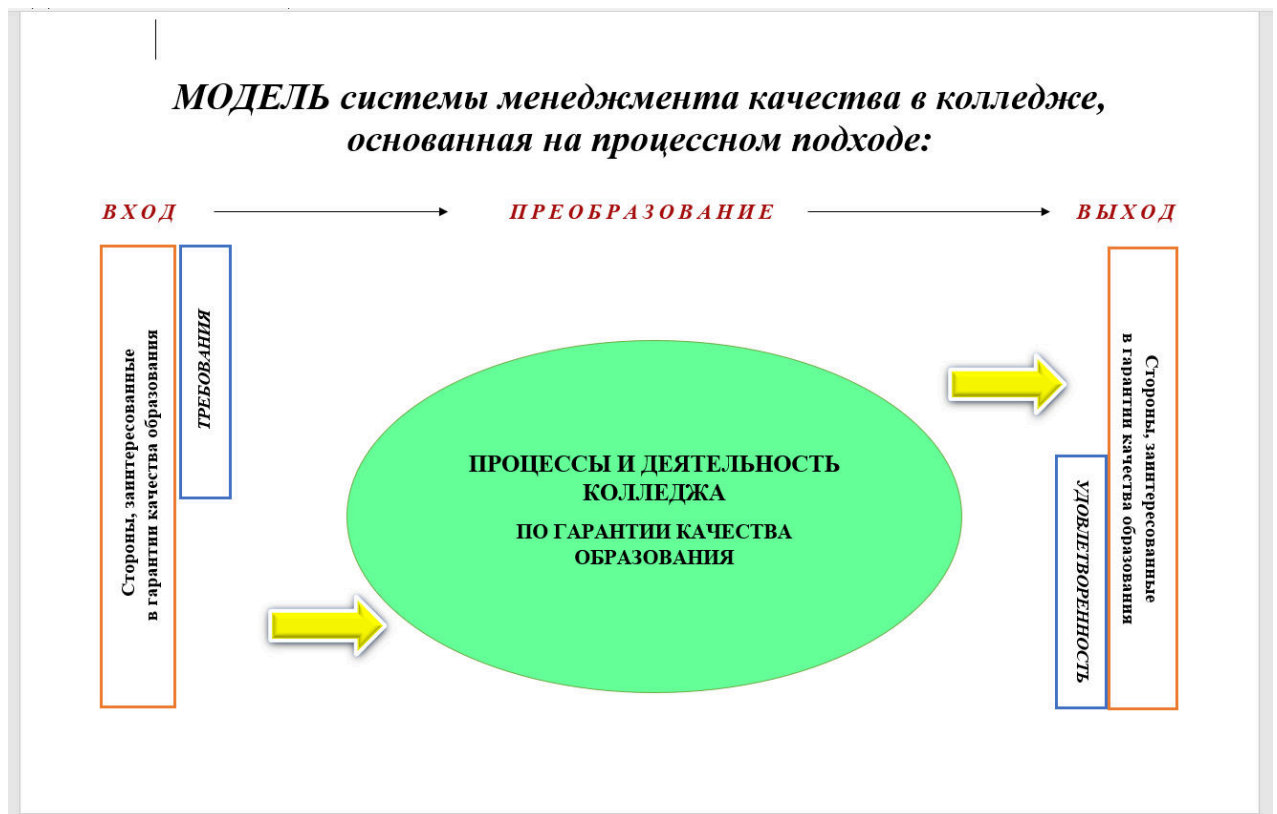 МОДЕЛЬ системы менеджмента качества в колледже,
основанная на процессном подходе:
ВХОД
ПРЕОБРАЗОВАНИЕ
ВЫХОД
Стороны, заинтересованные
в гарантии качества образования
ТРЕБОВАНИЯ
ПРОЦЕССЫ И ДЕЯТЕЛЬНОСТЬ
КОЛЛЕДЖА
ПО ГАРАНТИИ КАЧЕСТВА
ОБРАЗОВАНИЯ
УДОВЛЕТВОРЕННОСТЬ
Стороны, заинтересованные
в гарантии качества образования